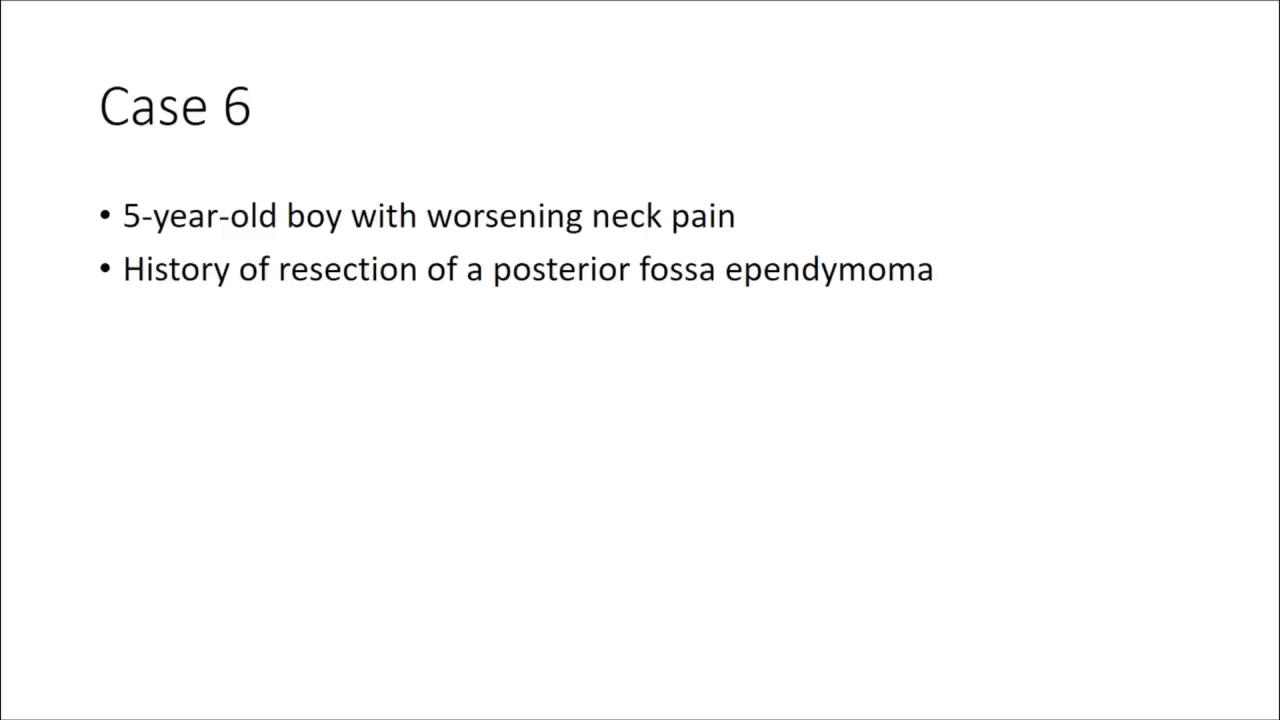 Case 6
• 5-year-old boy with worsening neck pain
• History of resection of a posterior fossa ependymoma